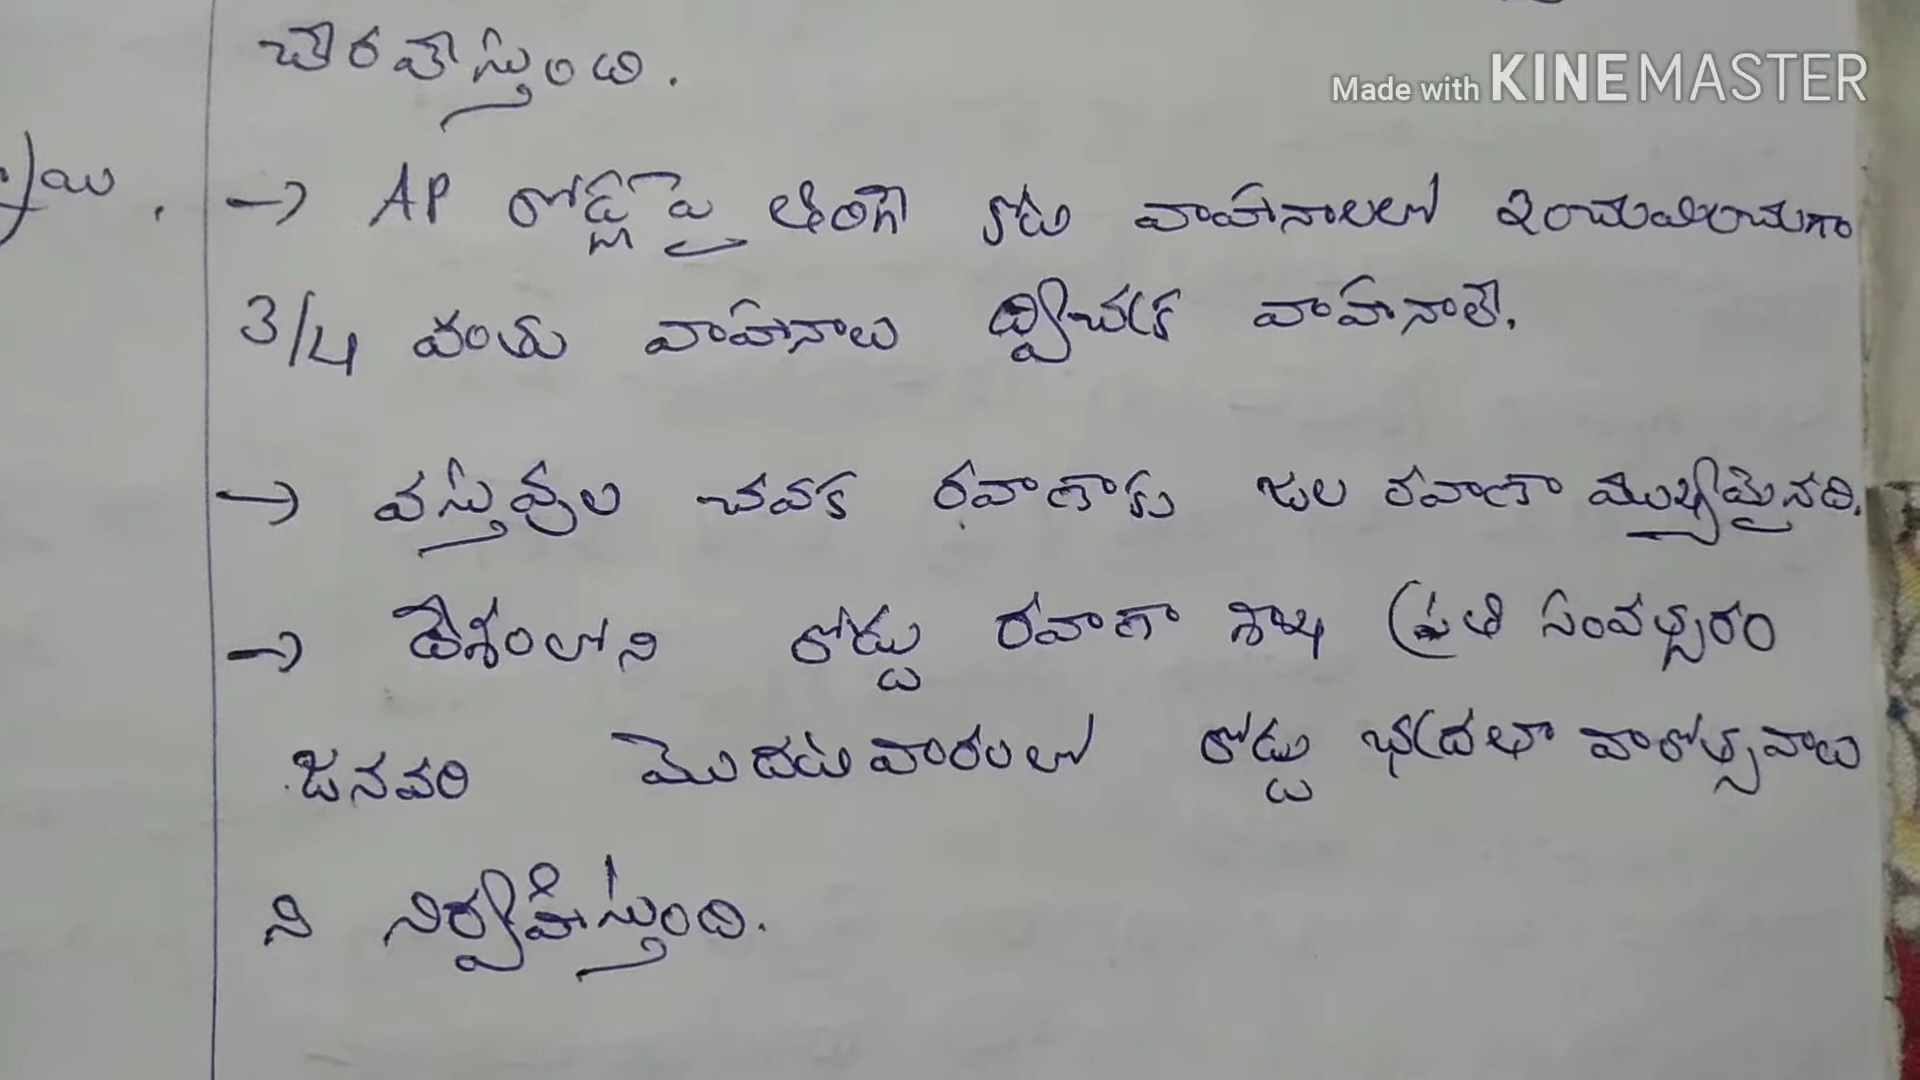 చౌరవౌస్తుంది.
Made with KINEMASTER
యి.
→ AP రోడ్లపై తిరిగే కోటి వాహనాలలో ఇంచుమించుగా
3/4 వంతు వాహనాలు ద్విచక్ర వాహనాలే.
→ వస్తువుల చవక రవాణాకు జల రవాణా ముఖ్యమైనది.
→ దేశంలోని రోడ్డు రవాణా శాఖ ప్రతి సంవత్సరం
జనవరి మొదటివారంలో రోడ్డు భద్రతా వారోత్సవాలు
ని నిర్వహిస్తుంది.